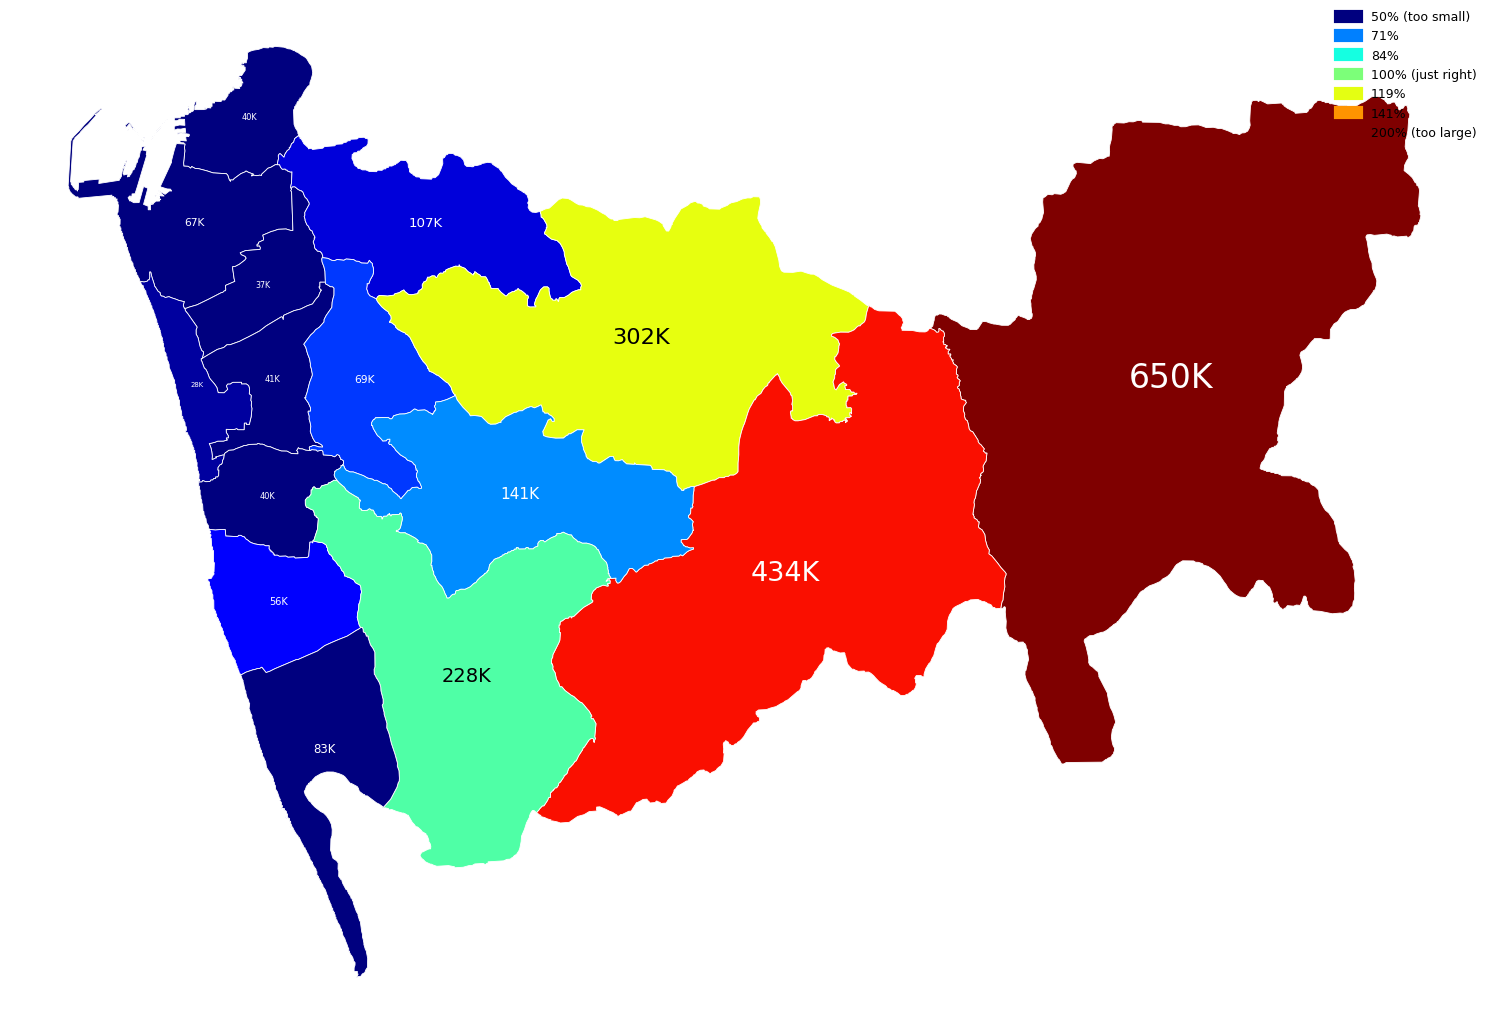 50% (too small)
71%
84%
100% (just right)
119%
141%
200% (too large)
40K
67K
107K
37K
302K
650K
28K
41K
69K
40K
141K
434K
56K
228K
83K